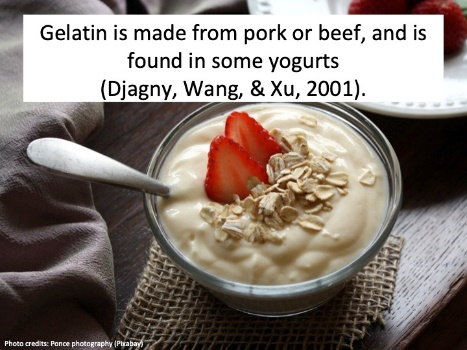 Gelatin is made from pork or beef, and is
found in some yogurts
(Djagny, Wang, & Xu, 2001).
Photo credits: Ponce photography (Pixabay)